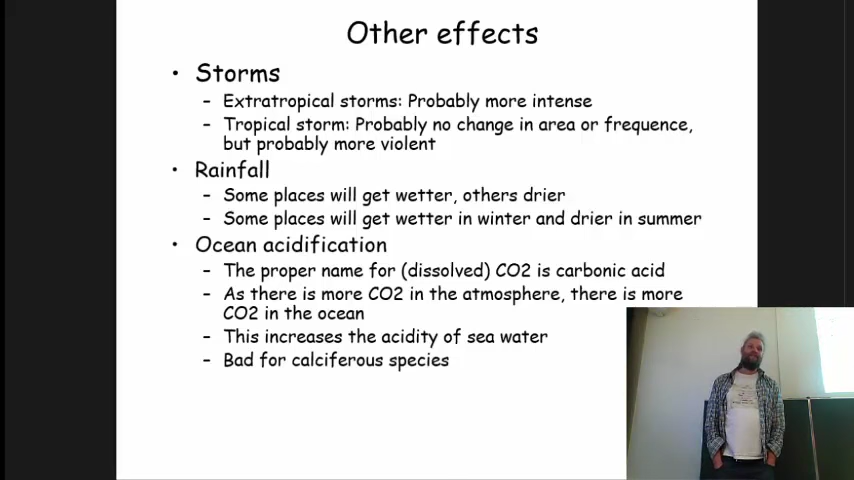 Other effects
• Storms
– Extratropical storms: Probably more intense
– Tropical storm: Probably no change in area or frequence,
but probably more violent
• Rainfall
– Some places will get wetter, others drier
– Some places will get wetter in winter and drier in summer
• Ocean acidification
– The proper name for (dissolved) CO2 is carbonic acid
– As there is more CO2 in the atmosphere, there is more
CO2 in the ocean
– This increases the acidity of sea water
– Bad for calciferous species